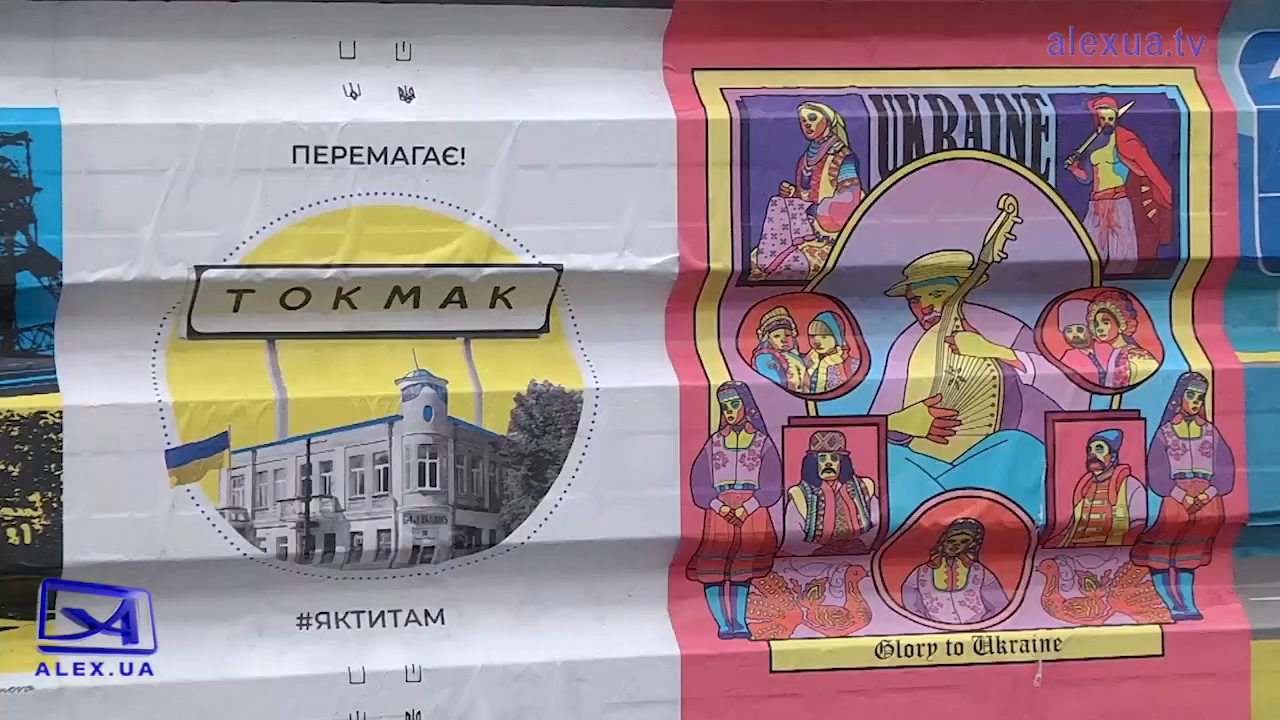 alexua.tv
ПЕРЕМАГАЄ!
ТОКМАК
#ЯКТИТАМ
UKRAINE
Glory to Ukraine
ALEX.UA